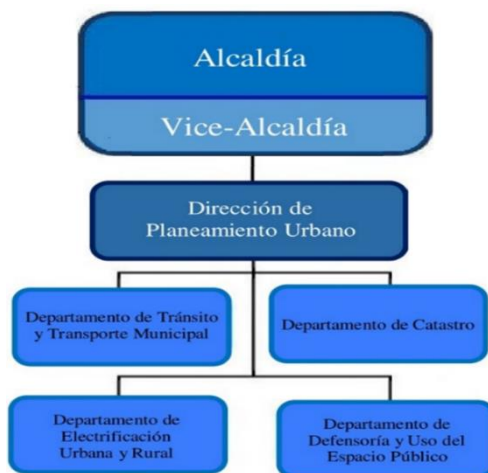 Alcaldía
Vice-Alcaldía
Dirección de
Planeamiento Urbano
Departamento de Tránsito
y Transporte Municipal
Departamento de Catastro
Departamento de
Electrificación
Urbana y Rural
Departamento de
Defensoría y Uso del
Espacio Público